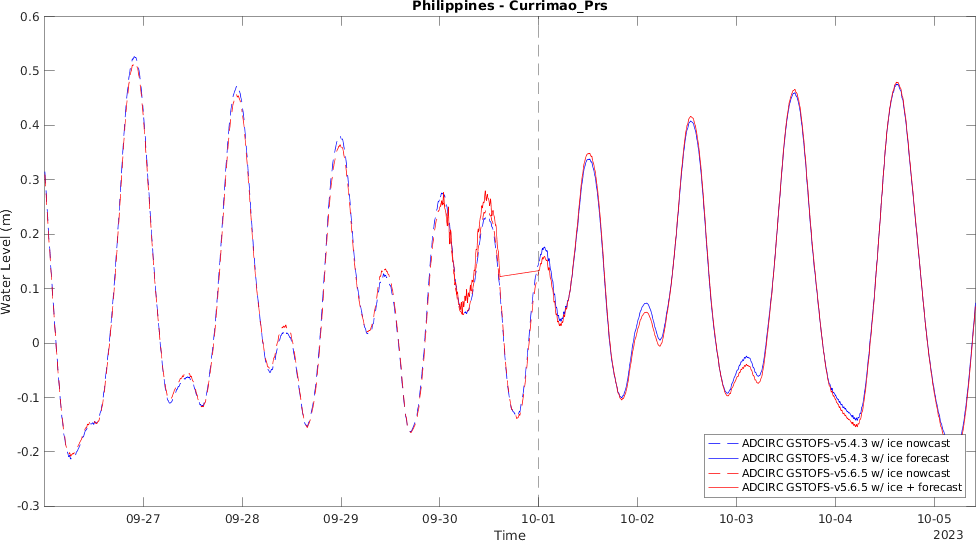 Philippines - Currimao_Prs
0.6
0.5
0.4
0.3
0.2
0.1
0
-0.1
-0.2
-0.3
Water Level (m)
ADCIRC GSTOFS-v5.4.3 w/ ice nowcast
ADCIRC GSTOFS-v5.4.3 w/ ice forecast
ADCIRC GSTOFS-v5.6.5 w/ ice nowcast
ADCIRC GSTOFS-v5.6.5 w/ ice + forecast
09-27 09-28 09-29 09-30 10-01 10-02 10-03 10-04 10-05
Time
2023